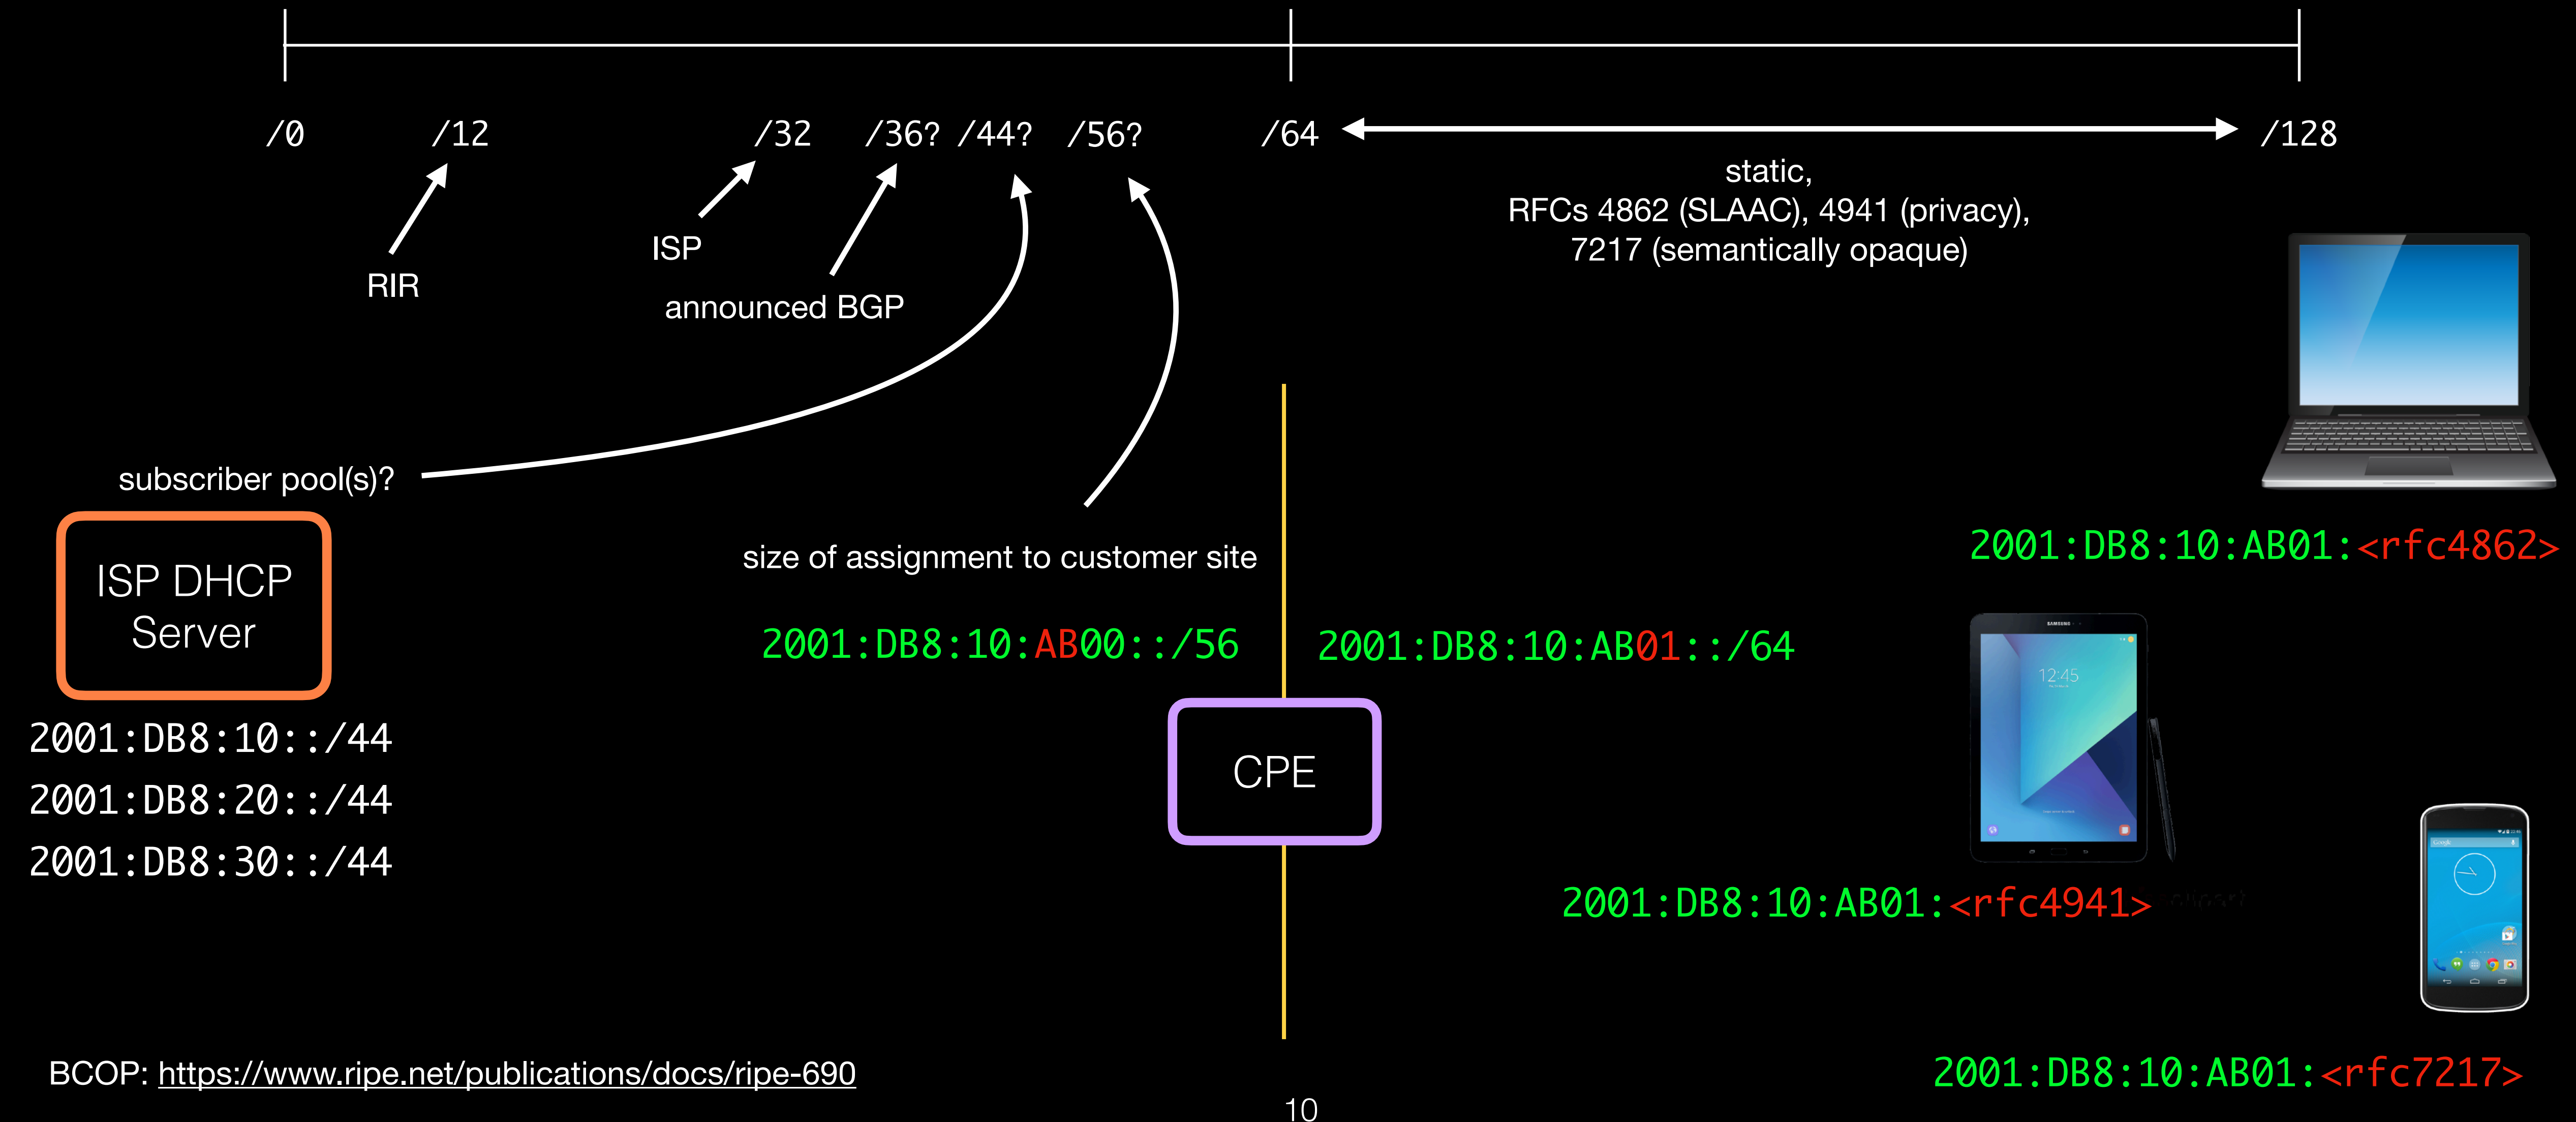 /0 /12 /32 /36? /44? /56? /64 /128
RIR
ISP
announced BGP
static,
RFCs 4862 (SLAAC), 4941 (privacy),
7217 (semantically opaque)
subscriber pool(s)?
ISP DHCP
Server
2001:DB8:10::/44
2001:DB8:20::/44
2001:DB8:30::/44
size of assignment to customer site
2001:DB8:10:AB00::/56
2001:DB8:10:AB01::/64
CPE
2001:DB8:10:AB01:<rfc4862>
SAMSUNG
12:45
2001:DB8:10:AB01:<rfc4941>
Google
2001:DB8:10:AB01:<rfc7217>
BCOP: https://www.ripe.net/publications/docs/ripe-690
10